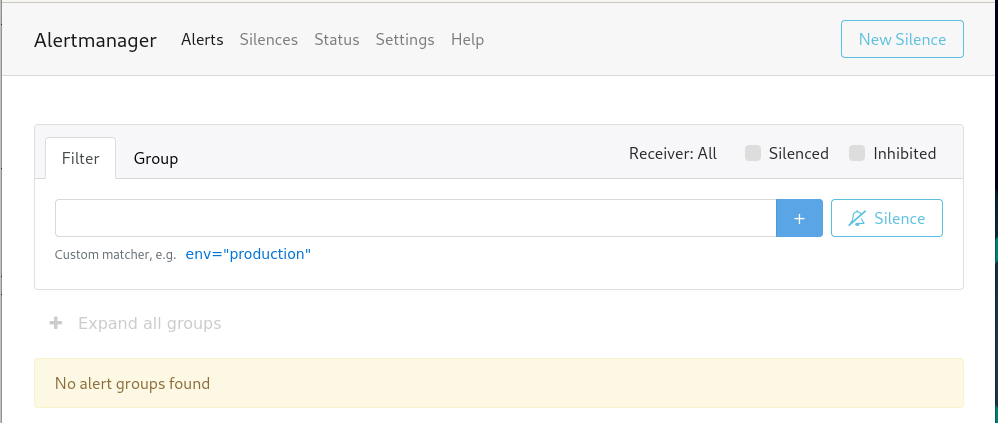 Alertmanager Alerts Silences Status Settings Help New Silence
Filter Group Receiver: All Silenced Inhibited
+ Silence
Custom matcher, e.g. env="production"
+ Expand all groups
No alert groups found